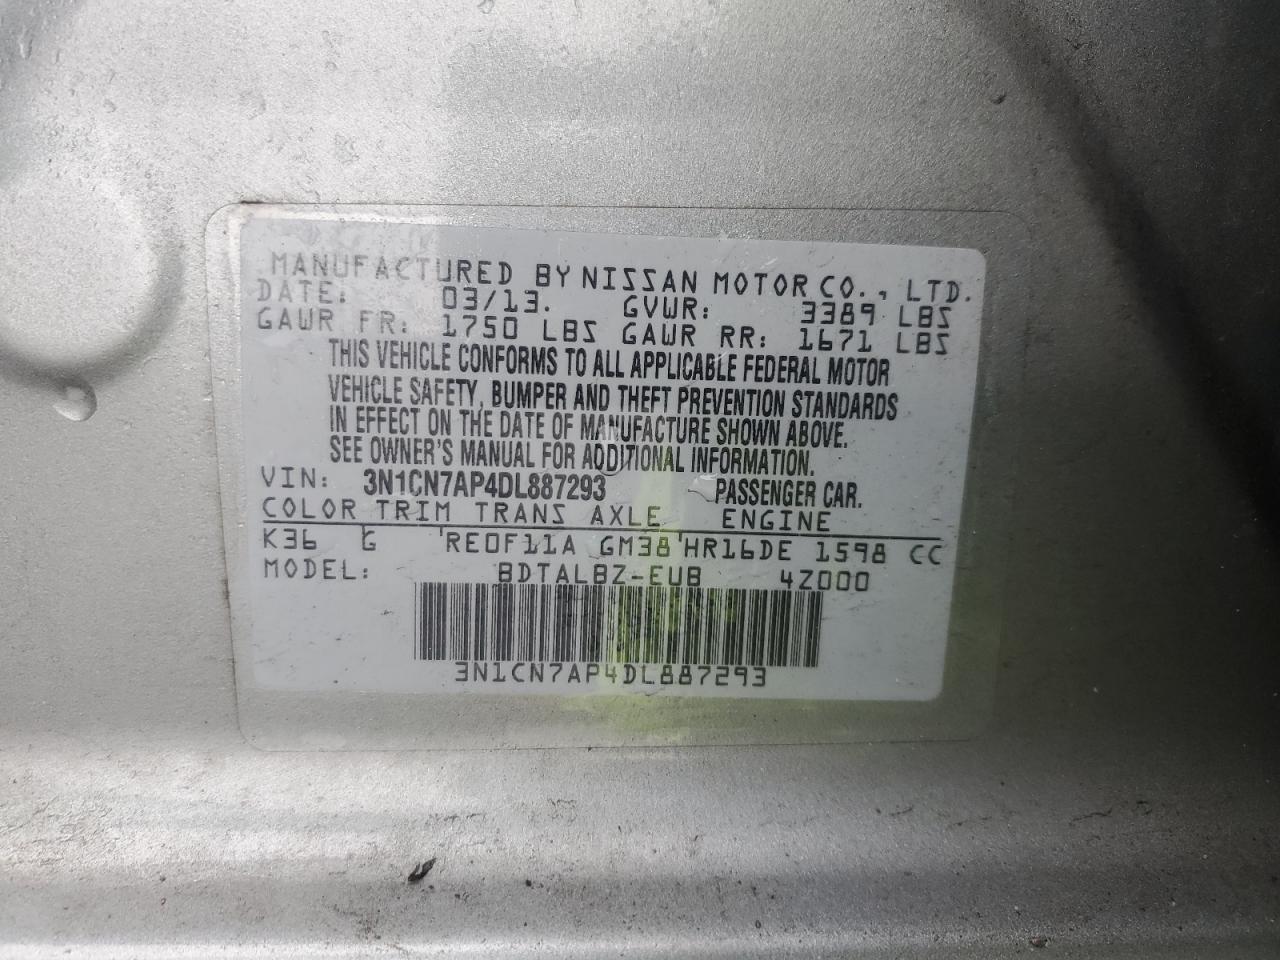 MANUFACTURED BY NISSAN MOTOR CO., LTD.
DATE: 03/13. GVWR: 3389 LBS
GAWR FR: 1750 LBS GAWR RR: 1671 LBS
THIS VEHICLE CONFORMS TO ALL APPLICABLE FEDERAL MOTOR
VEHICLE SAFETY, BUMPER AND THEFT PREVENTION STANDARDS
IN EFFECT ON THE DATE OF MANUFACTURE SHOWN ABOVE.
SEE OWNER'S MANUAL FOR ADDITIONAL INFORMATION.
VIN: 3N1CN7AP4DL887293 PASSENGER CAR.
COLOR TRIM TRANS AXLE ENGINE
K36 G RE0F11A GM38 HR16DE 1598 CC
MODEL: BDTALBZ-EUB 4Z000
3N1CN7AP4DL887293